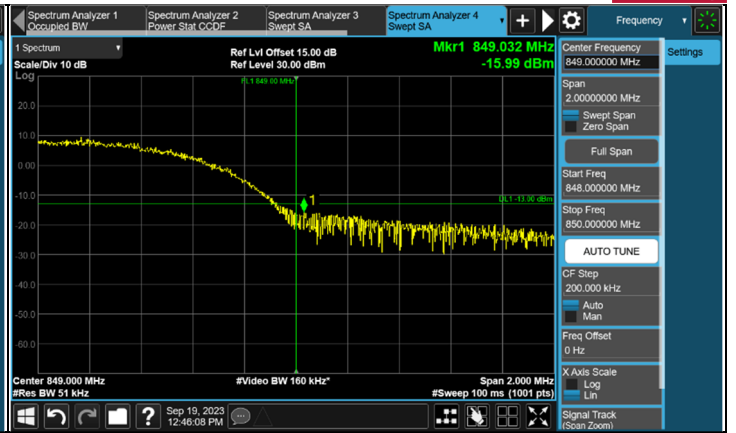 Spectrum Analyzer 1
Occupied BW
Spectrum Analyzer 2
Power Stat CCDF
Spectrum Analyzer 3
Swept SA
Spectrum Analyzer 4
Swept SA
Frequency
1 Spectrum
Scale/Div 10 dB
Ref Lvl Offset 15.00 dB
Ref Level 30.00 dBm
Mkr1 849.032 MHz
-15.99 dBm
Log
FL1 849.00 MHz
20.0
10.0
0.00
-10.0
1
DL1 -13.00 dBm
-20.0
-30.0
-40.0
-50.0
-60.0
Center 849.000 MHz
#Res BW 51 kHz
#Video BW 160 kHz*
Span 2.000 MHz
#Sweep 100 ms (1001 pts)
Sep 19, 2023
12:46:08 PM
Center Frequency
849.000000 MHz
Settings
Span
2.00000000 MHz
Swept Span
Zero Span
Full Span
Start Freq
848.000000 MHz
Stop Freq
850.000000 MHz
AUTO TUNE
CF Step
200.000 kHz
Auto
Man
Freq Offset
0 Hz
X Axis Scale
Log
Lin
Signal Track
(Span Zoom)